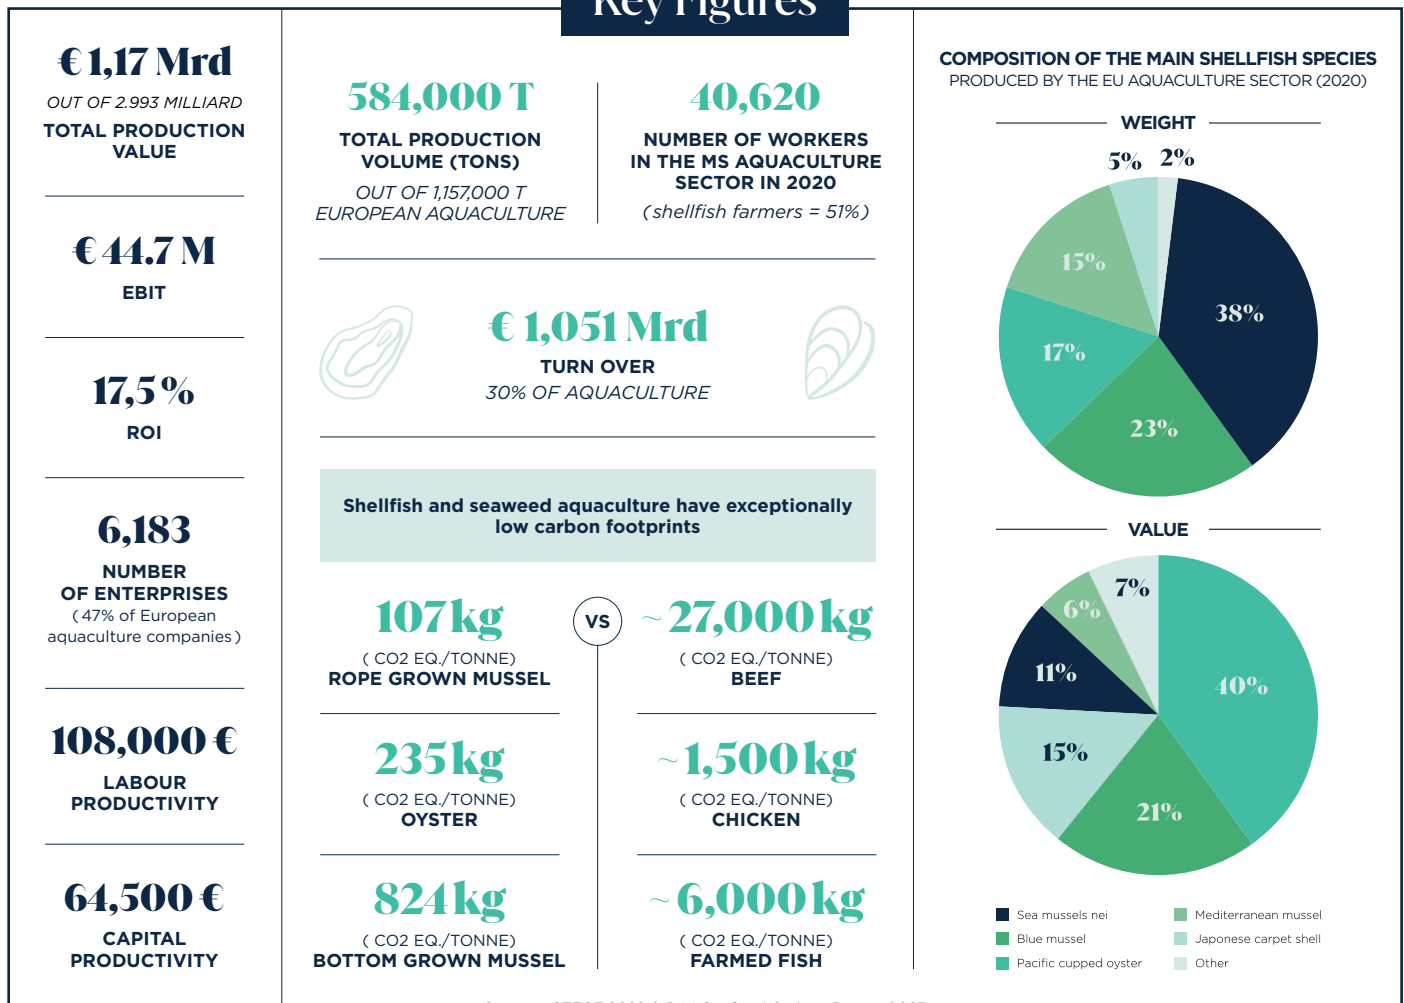 Key Figures
€ 1,17 Mrd
OUT OF 2.993 MILLIARD
TOTAL PRODUCTION
VALUE
€ 44.7 M
EBIT
17,5 %
ROI
6,183
NUMBER
OF ENTERPRISES
( 47% of European
aquaculture companies )
108,000 €
LABOUR
PRODUCTIVITY
64,500 €
CAPITAL
PRODUCTIVITY
584,000 T
TOTAL PRODUCTION
VOLUME (TONS)
OUT OF 1,157,000 T
EUROPEAN AQUACULTURE
40,620
NUMBER OF WORKERS
IN THE MS AQUACULTURE
SECTOR IN 2020
(shellfish farmers = 51%)
€ 1,051 Mrd
TURN OVER
30% OF AQUACULTURE
Shellfish and seaweed aquaculture have exceptionally
low carbon footprints
107 kg
( CO2 EQ./TONNE)
ROPE GROWN MUSSEL
VS
~ 27,000 kg
( CO2 EQ./TONNE)
BEEF
235 kg
( CO2 EQ./TONNE)
OYSTER
~ 1,500 kg
( CO2 EQ./TONNE)
CHICKEN
824 kg
( CO2 EQ./TONNE)
BOTTOM GROWN MUSSEL
~ 6,000 kg
( CO2 EQ./TONNE)
FARMED FISH
COMPOSITION OF THE MAIN SHELLFISH SPECIES
PRODUCED BY THE EU AQUACULTURE SECTOR (2020)
WEIGHT
5% 2%
15%
38%
17%
23%
VALUE
7%
6%
40%
11%
15%
21%
Sea mussels nei
Blue mussel
Pacific cupped oyster
Mediterranean mussel
Japonese carpet shell
Other